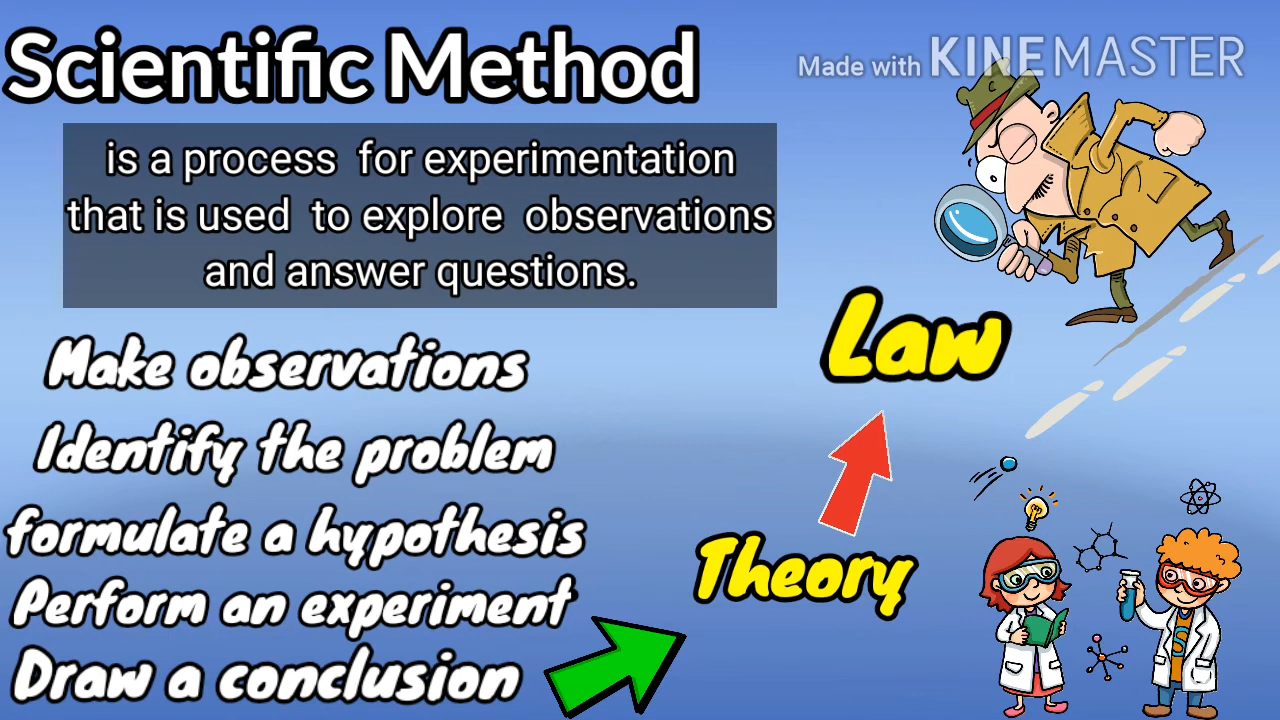 Scientific Method
Made with KINEMASTER
is a process for experimentation
that is used to explore observations
and answer questions.
Make observations
Identify the problem
formulate a hypothesis
Perform an experiment
Draw a conclusion
Law
Theory
S